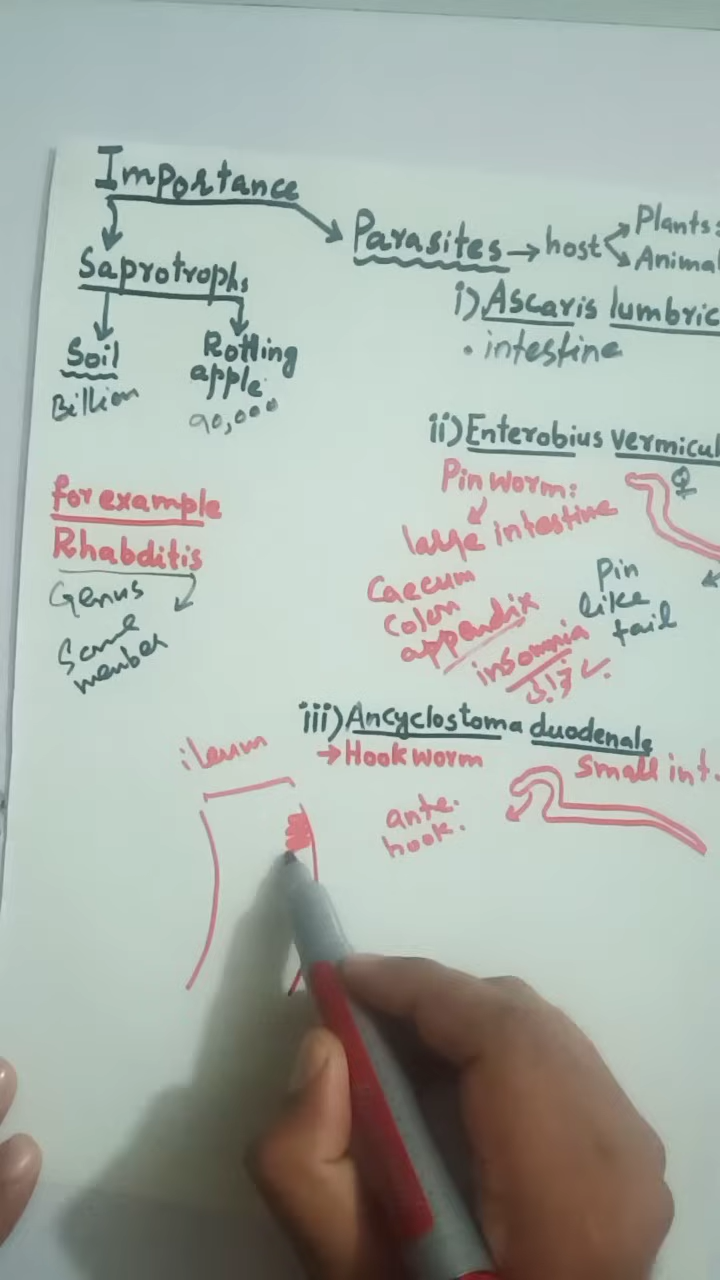 Importance
Saprotrophs
Soil
Billion
Rotting
apple
90,000
for example
Rhabditis
Genus
Same
member
Parasites → host
Plants:
Animal
i) Ascaris lumbric
• intestine
ii) Enterobius vermicul
Pin worm:
large intestine
Caecum
Colon
appendix
insomnia
♀
Pin
like
tail
iii) Ancyclostoma duodenale
→ Hookworm
Small int.
ante.
hook.
ileum